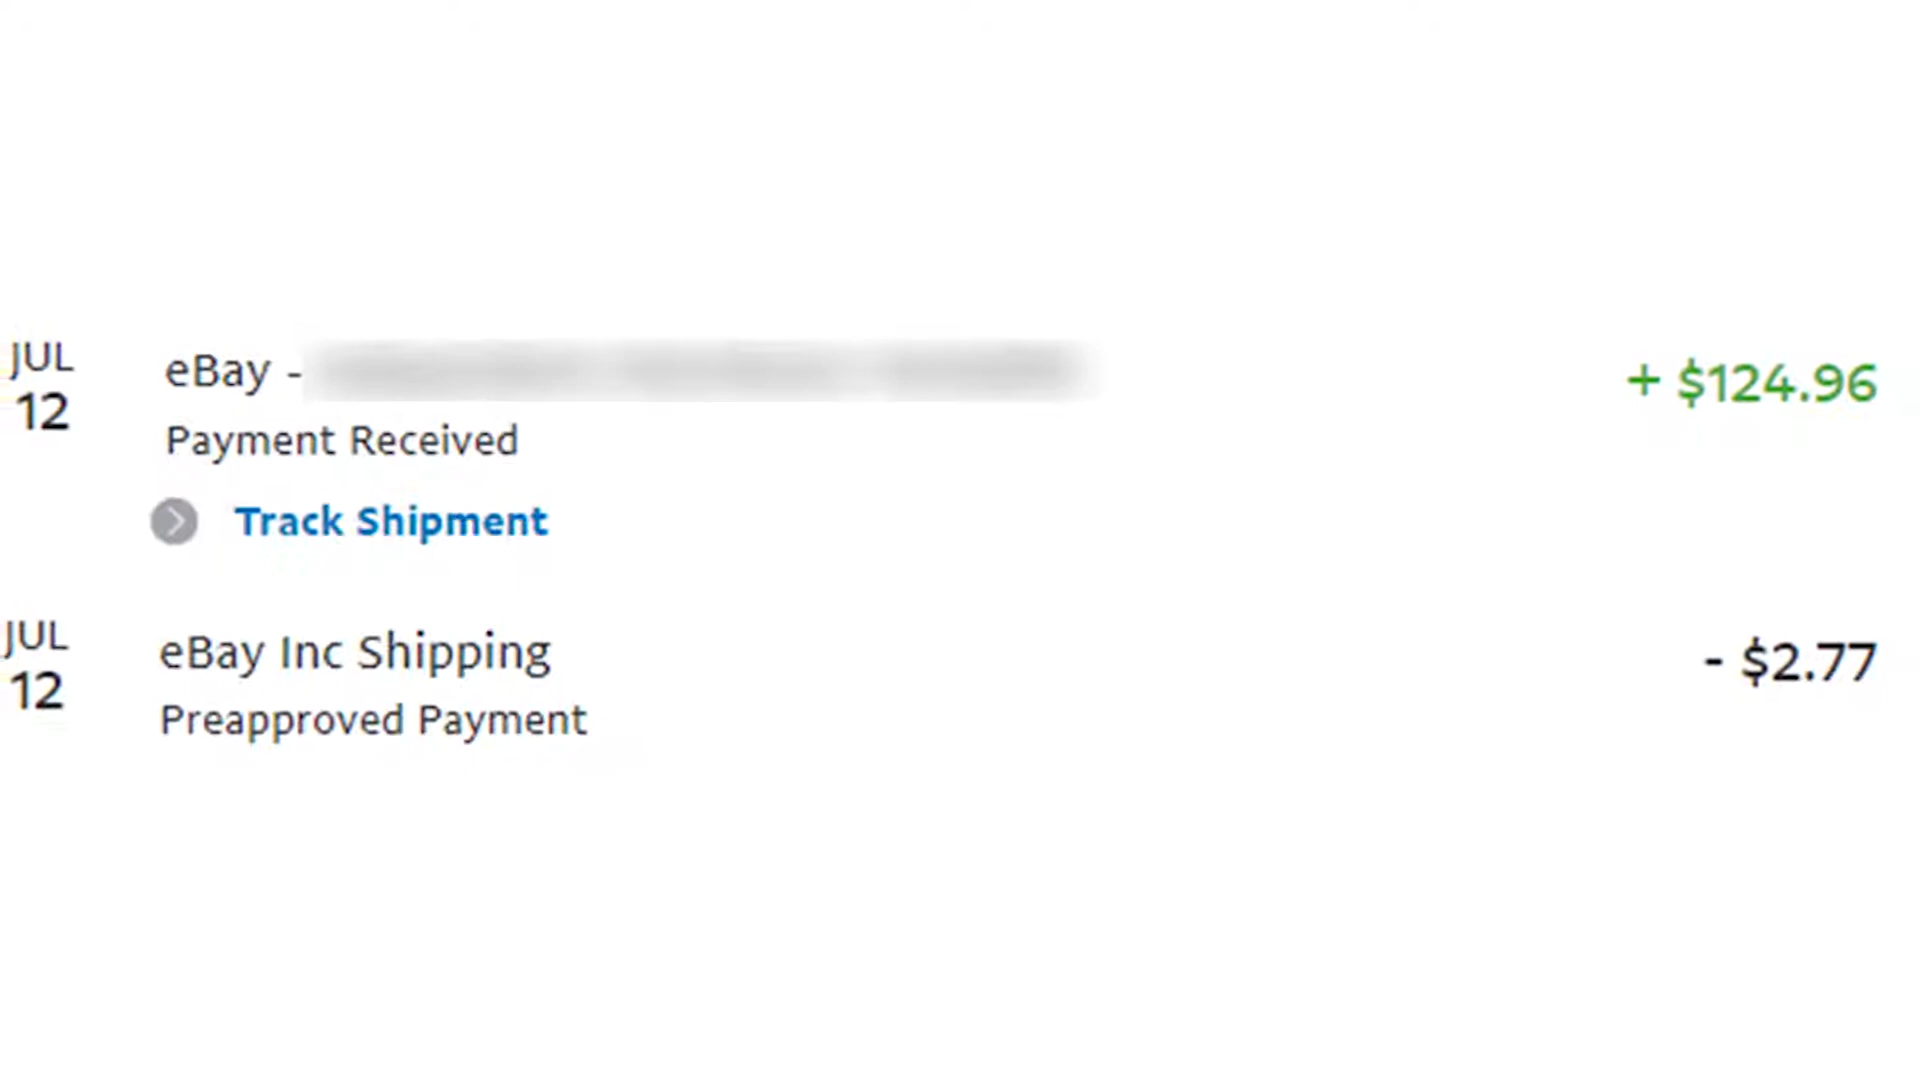 JUL
12
eBay -
Payment Received
+ $124.96
Track Shipment
JUL
12
eBay Inc Shipping
Preapproved Payment
- $2.77